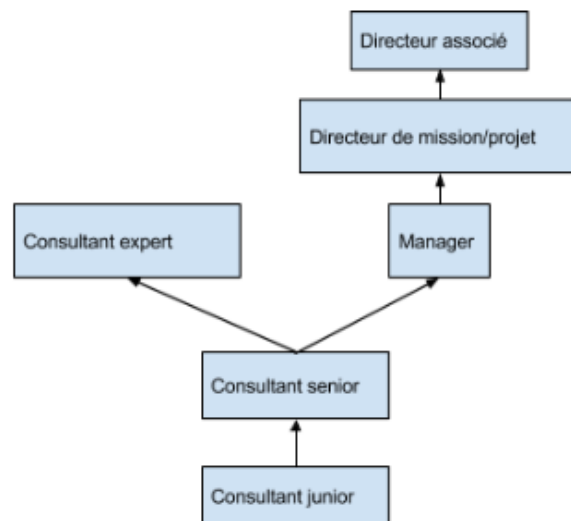 Directeur associé
Directeur de mission/projet
Consultant expert
Manager
Consultant senior
Consultant junior